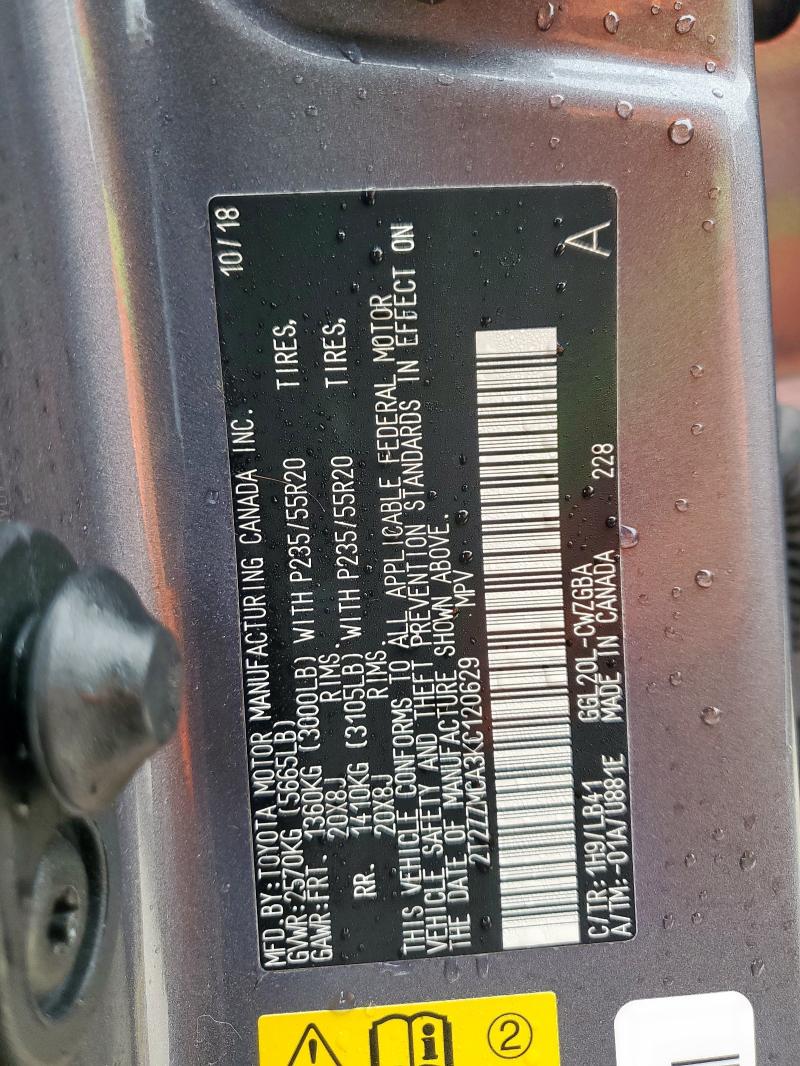 MFD.BY:TOYOTA MOTOR MANUFACTURING CANADA INC. 10/18
GVWR:2570KG (5665LB)
GAWR:FRT. 1360KG (3000LB) WITH P235/55R20 TIRES,
20X8J RIMS.
RR. 1410KG (3105LB) WITH P235/55R20 TIRES,
20X8J RIMS.
THIS VEHICLE CONFORMS TO ALL APPLICABLE FEDERAL MOTOR
VEHICLE SAFETY AND THEFT PREVENTION STANDARDS IN EFFECT ON
THE DATE OF MANUFACTURE SHOWN ABOVE.
2T2ZZMCA3KC120629 MPV
C/TR:1H9/LB41 GGL20L-CWZGBA
A/TM:-01A/U881E MADE IN CANADA 228 A
2